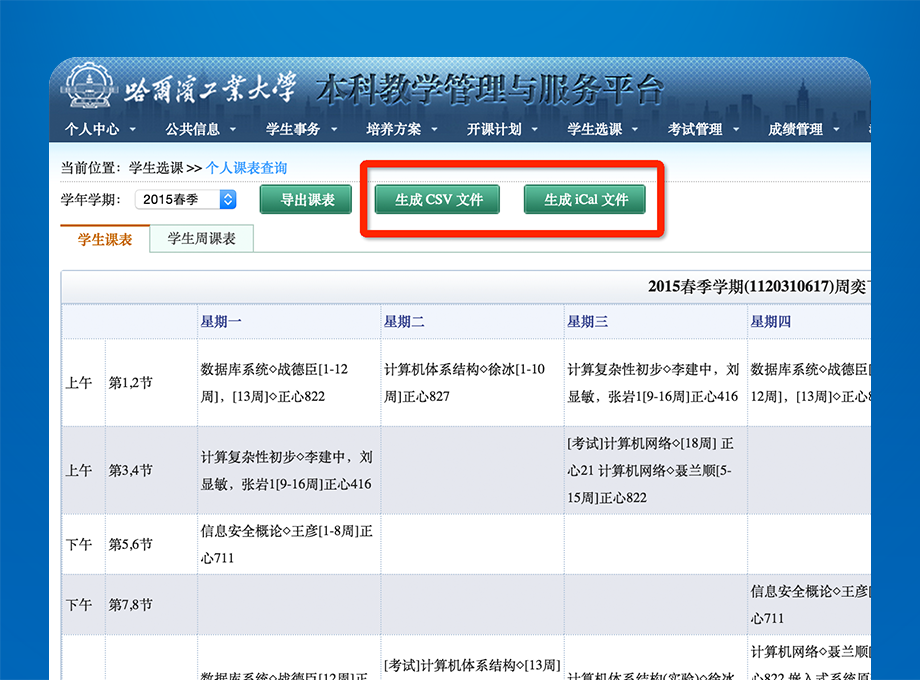 哈爾濱工業大學 本科教学管理与服务平台
个人中心 公共信息 学生事务 培养方案 开课计划 学生选课 考试管理 成绩管理
当前位置: 学生选课 >> 个人课表查询
学年学期: 2015春季 导出课表 生成 CSV 文件 生成 iCal 文件
学生课表 学生周课表
2015春季学期(1120310617)周奕
星期一 星期二 星期三 星期四
上午 第1,2节
数据库系统◇战德臣[1-12
周],[13周]◇正心822
计算机体系结构◇徐冰[1-10
周]正心827
计算复杂性初步◇李建中，刘
显敏，张岩1[9-16周]正心416
数据库系统◇战德臣[
12周],[13周]◇正心8
上午 第3,4节
计算复杂性初步◇李建中，刘
显敏，张岩1[9-16周]正心416
[考试]计算机网络◇[18周] 正
心21 计算机网络◇聂兰顺[5-
15周]正心822
下午 第5,6节
信息安全概论◇王彦[1-8周]正
心711
下午 第7,8节
信息安全概论◇王彦[
心711
数据库系统◇战德臣[12周]正
[考试]计算机体系结构◇[13周]
计算机体系结构(实验)◇徐冰
计算机网络◇聂兰顺[
心822 嵌入式系统原